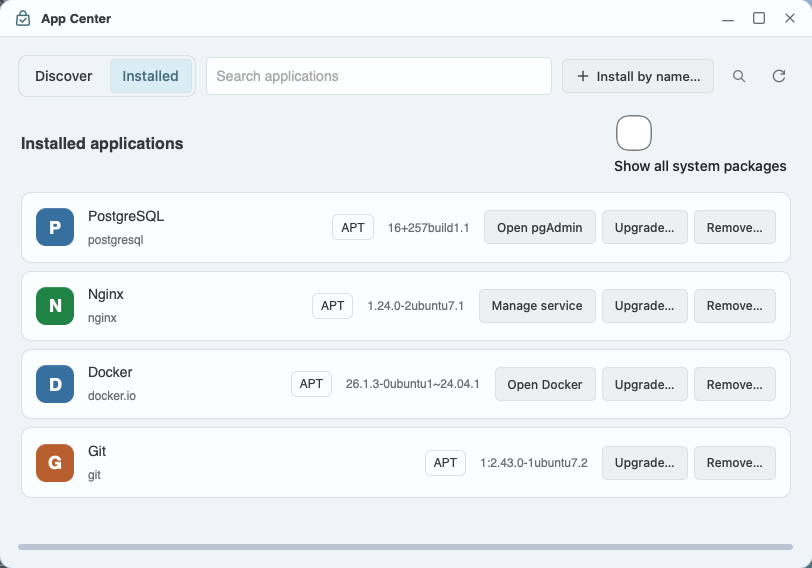 App Center
Discover
Installed
Search applications
+ Install by name...
Installed applications
Show all system packages
P
PostgreSQL
postgresql
APT
16+257build1.1
Open pgAdmin
Upgrade...
Remove...
N
Nginx
nginx
APT
1.24.0-2ubuntu7.1
Manage service
Upgrade...
Remove...
D
Docker
docker.io
APT
26.1.3-0ubuntu1~24.04.1
Open Docker
Upgrade...
Remove...
G
Git
git
APT
1:2.43.0-1ubuntu7.2
Upgrade...
Remove...